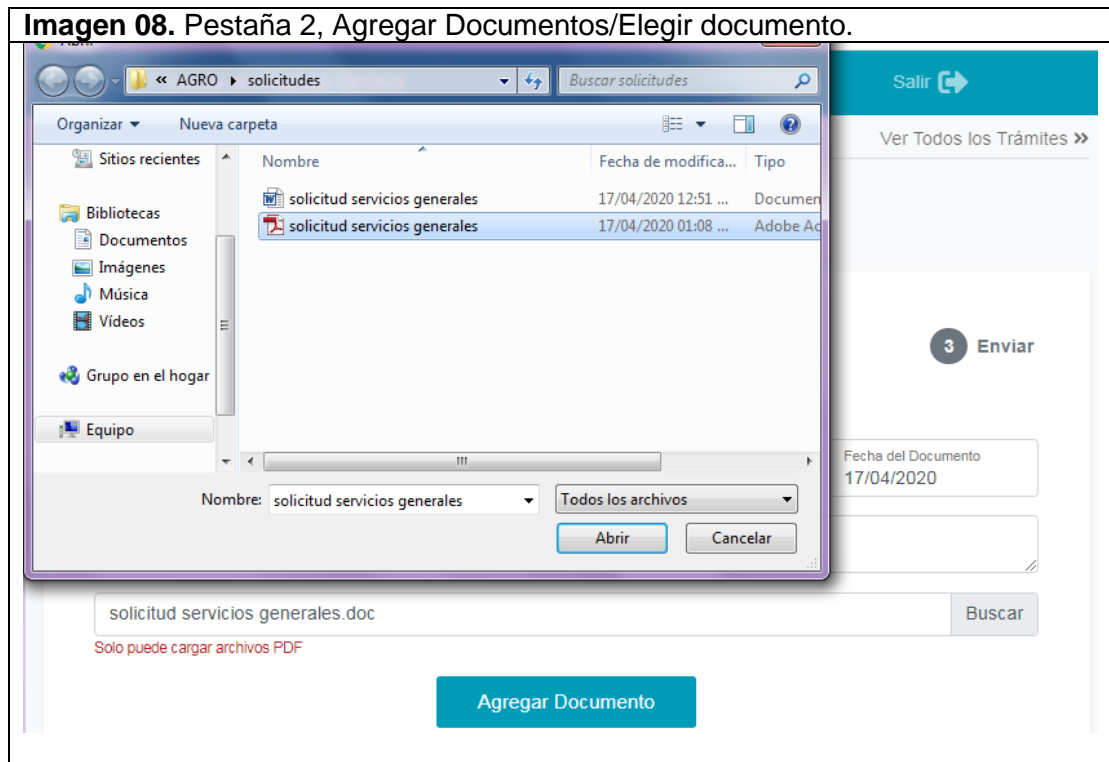 Imagen 08. Pestaña 2, Agregar Documentos/Elegir documento.
« AGRO ▸ solicitudes
Buscar solicitudes
Salir
Organizar
Nueva carpeta
Ver Todos los Trámites »
Sitios recientes
Nombre
Fecha de modifica...
Tipo
solicitud servicios generales
17/04/2020 12:51 ...
Documen
Bibliotecas
solicitud servicios generales
17/04/2020 01:08 ...
Adobe Ac
Documentos
Imágenes
Música
Vídeos
3 Enviar
Grupo en el hogar
Equipo
Fecha del Documento
17/04/2020
Nombre: solicitud servicios generales
Todos los archivos
Abrir
Cancelar
solicitud servicios generales.doc
Buscar
Solo puede cargar archivos PDF
Agregar Documento